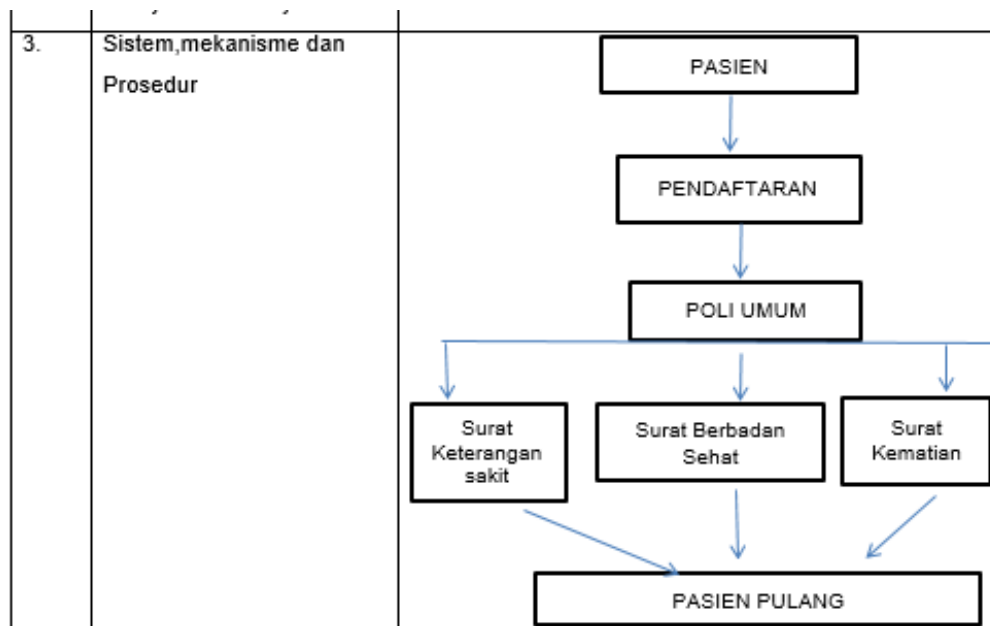 3.
Sistem,mekanisme dan
Prosedur
PASIEN
PENDAFTARAN
POLI UMUM
Surat
Keterangan
sakit
Surat Berbadan
Sehat
Surat
Kematian
PASIEN PULANG